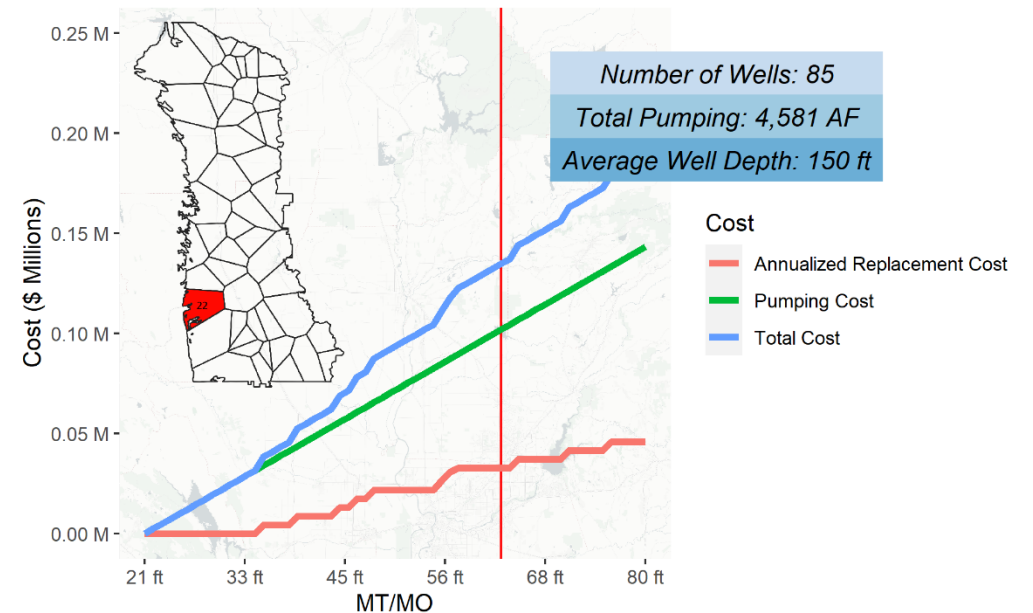 0.25 M
0.20 M
0.15 M
0.10 M
0.05 M
0.00 M
Cost ($ Millions)
22
Number of Wells: 85
Total Pumping: 4,581 AF
Average Well Depth: 150 ft
Cost
Annualized Replacement Cost
Pumping Cost
Total Cost
21 ft 33 ft 45 ft 56 ft 68 ft 80 ft
MT/MO